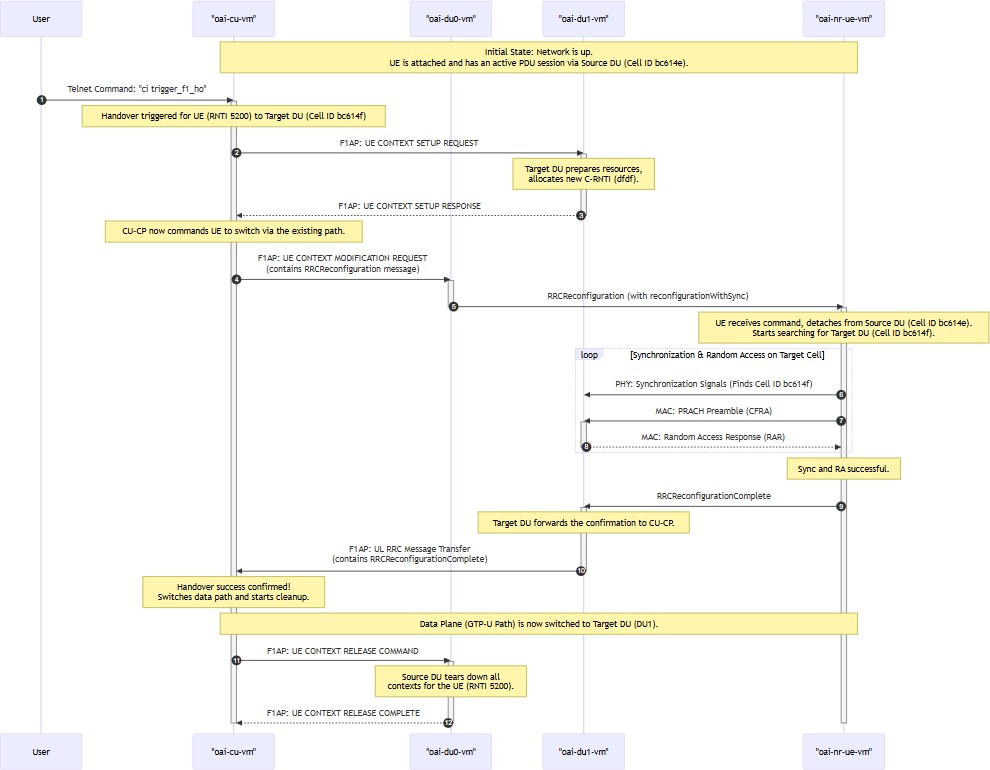 User
"oai-cu-vm"
"oai-du0-vm"
"oai-du1-vm"
"oai-nr-ue-vm"
Initial State: Network is up.
UE is attached and has an active PDU session via Source DU (Cell ID bc614e).
1
Telnet Command: "ci trigger_f1_ho"
Handover triggered for UE (RNTI 5200) to Target DU (Cell ID bc614f)
2
F1AP: UE CONTEXT SETUP REQUEST
Target DU prepares resources,
allocates new C-RNTI (dfdf).
F1AP: UE CONTEXT SETUP RESPONSE
3
CU-CP now commands UE to switch via the existing path.
F1AP: UE CONTEXT MODIFICATION REQUEST
(contains RRCReconfiguration message)
4
5
RRCReconfiguration (with reconfigurationWithSync)
UE receives command, detaches from Source DU (Cell ID bc614e).
Starts searching for Target DU (Cell ID bc614f).
loop
[Synchronization & Random Access on Target Cell]
PHY: Synchronization Signals (Finds Cell ID bc614f)
6
MAC: PRACH Preamble (CFRA)
7
MAC: Random Access Response (RAR)
8
Sync and RA successful.
RRCReconfigurationComplete
9
Target DU forwards the confirmation to CU-CP.
F1AP: UL RRC Message Transfer
(contains RRCReconfigurationComplete)
10
Handover success confirmed!
Switches data path and starts cleanup.
Data Plane (GTP-U Path) is now switched to Target DU (DU1).
11
F1AP: UE CONTEXT RELEASE COMMAND
Source DU tears down all
contexts for the UE (RNTI 5200).
F1AP: UE CONTEXT RELEASE COMPLETE
12
User
"oai-cu-vm"
"oai-du0-vm"
"oai-du1-vm"
"oai-nr-ue-vm"